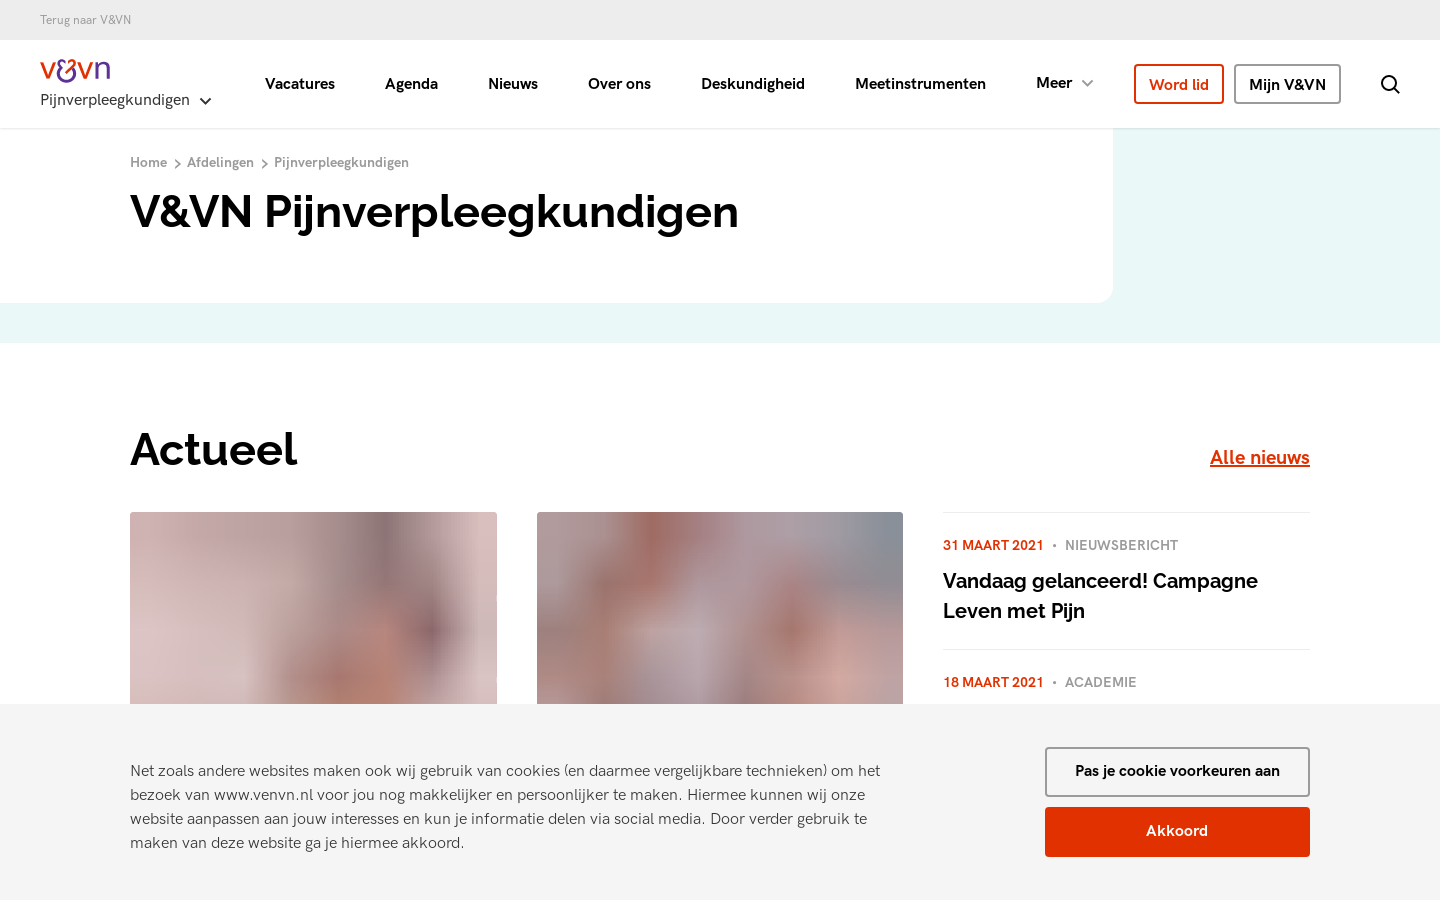 Terug naar V&VN
v&vn
Pijnverpleegkundigen
Vacatures
Agenda
Nieuws
Over ons
Deskundigheid
Meetinstrumenten
Meer
Word lid
Mijn V&VN
Home
Afdelingen
Pijnverpleegkundigen
V&VN Pijnverpleegkundigen
Actueel
Alle nieuws
31 MAART 2021 • NIEUWSBERICHT
Vandaag gelanceerd! Campagne
Leven met Pijn
18 MAART 2021 • ACADEMIE
Net zoals andere websites maken ook wij gebruik van cookies (en daarmee vergelijkbare technieken) om het
bezoek van www.venvn.nl voor jou nog makkelijker en persoonlijker te maken. Hiermee kunnen wij onze
website aanpassen aan jouw interesses en kun je informatie delen via social media. Door verder gebruik te
maken van deze website ga je hiermee akkoord.
Pas je cookie voorkeuren aan
Akkoord